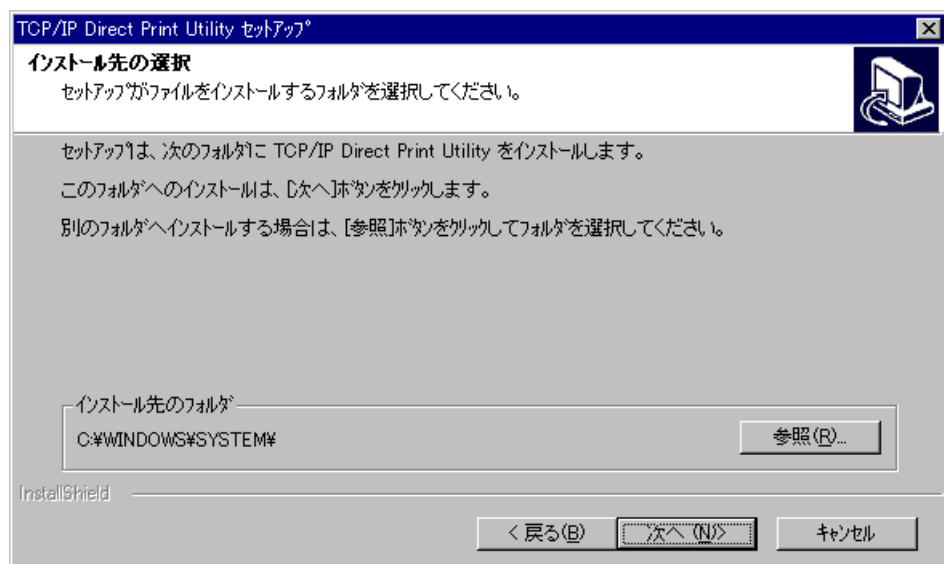 TCP/IP Direct Print Utility セットアップ
インストール先の選択
セットアップがファイルをインストールするフォルダを選択してください。
セットアップは、次のフォルダに TCP/IP Direct Print Utility をインストールします。
このフォルダへのインストールは、[次へ]ボタンをクリックします。
別のフォルダへインストールする場合は、[参照]ボタンをクリックしてフォルダを選択してください。
インストール先のフォルダ
C:¥WINDOWS¥SYSTEM¥
参照(R)...
InstallShield
< 戻る(B)
次へ (N)>
キャンセル